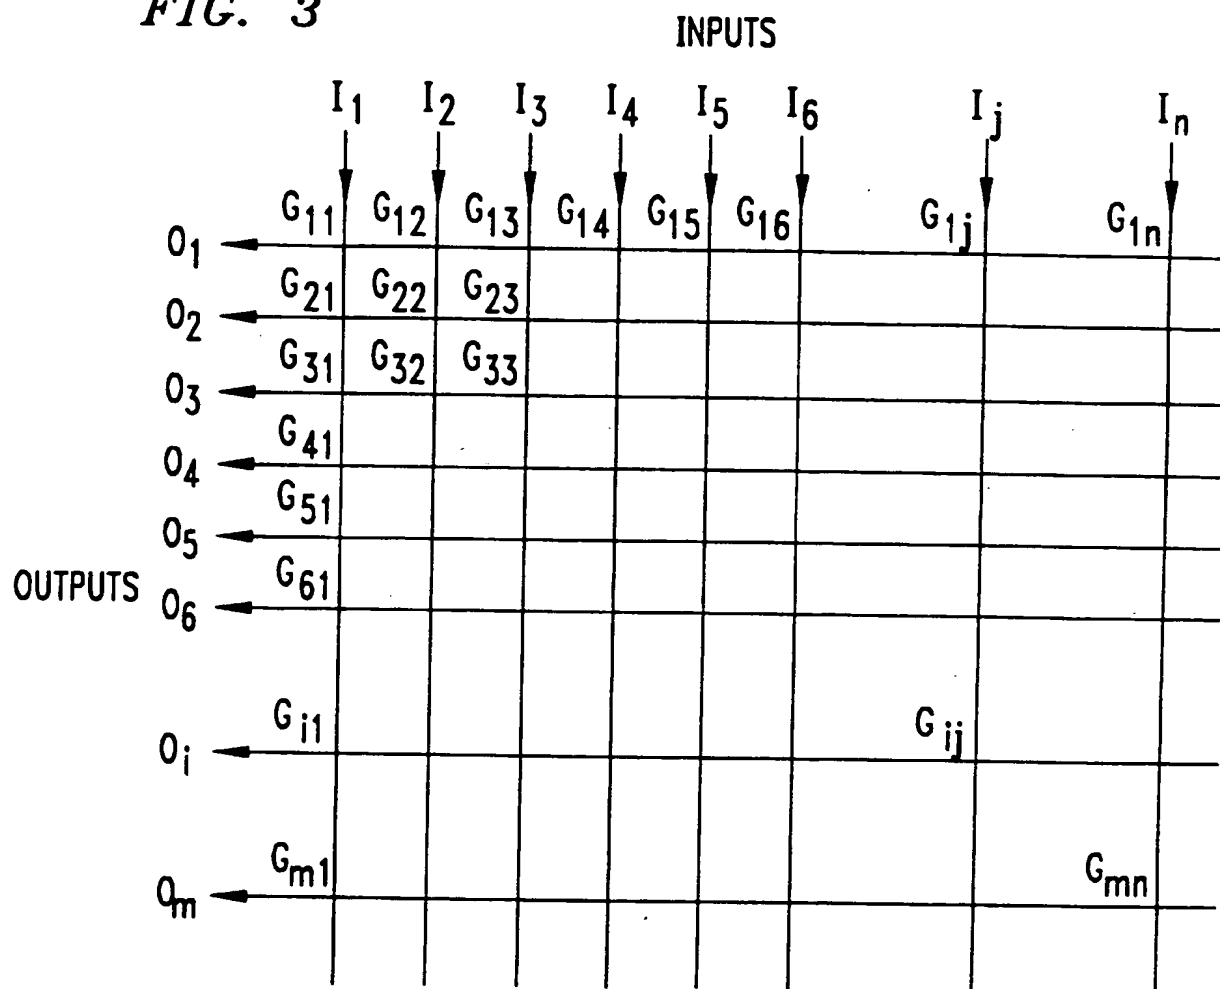 FIG. 3
INPUTS
I1 I2 I3 I4 I5 I6 Ij In
G11 G12 G13 G14 G15 G16 G1j G1n
O1
G21 G22 G23
O2
G31 G32 G33
O3
G41
O4
G51
O5
G61
OUTPUTS O6
Gi1 Gij
Oi
Gm1 Gmn
Om